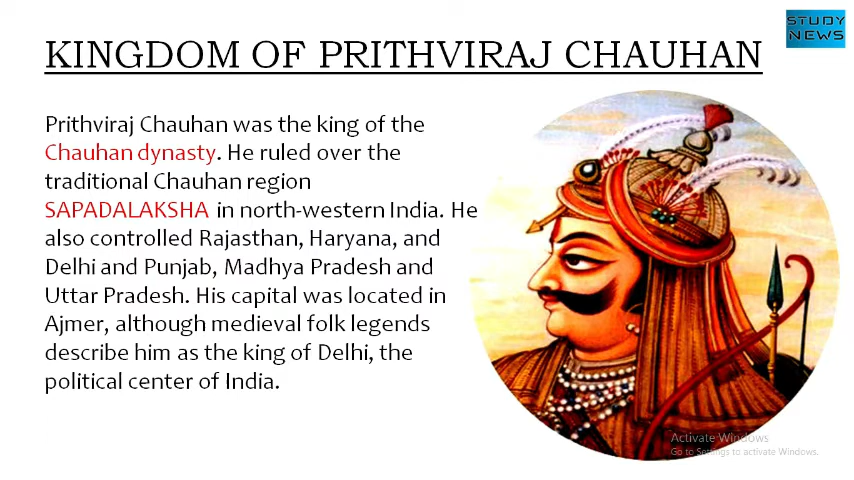 STUDY
NEWS
KINGDOM OF PRITHVIRAJ CHAUHAN
Prithviraj Chauhan was the king of the
Chauhan dynasty. He ruled over the
traditional Chauhan region
SAPADALAKSHA in north-western India. He
also controlled Rajasthan, Haryana, and
Delhi and Punjab, Madhya Pradesh and
Uttar Pradesh. His capital was located in
Ajmer, although medieval folk legends
describe him as the king of Delhi, the
political center of India.
Activate Windows
Go to Settings to activate Windows.